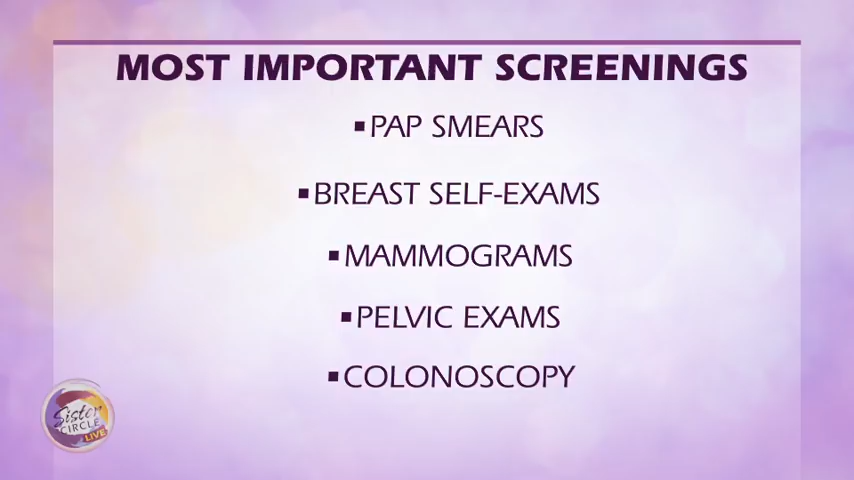 MOST IMPORTANT SCREENINGS
▪PAP SMEARS
▪BREAST SELF-EXAMS
▪MAMMOGRAMS
▪PELVIC EXAMS
▪COLONOSCOPY
Sister
CIRCLE
LIVE